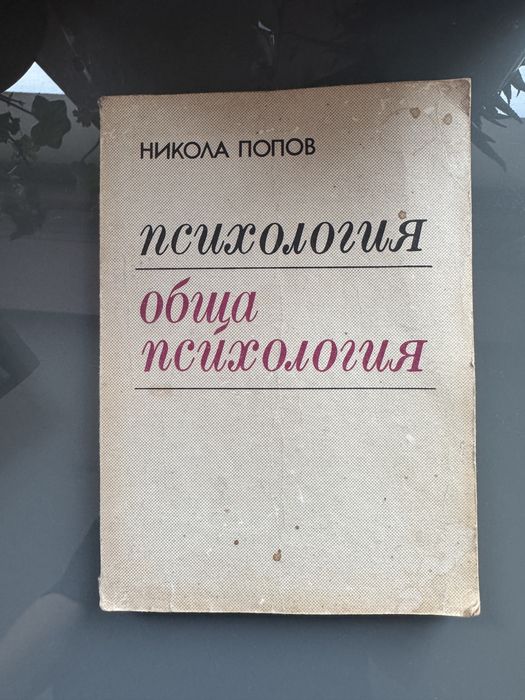 НИКОЛА ПОПОВ
психология
обща
психология